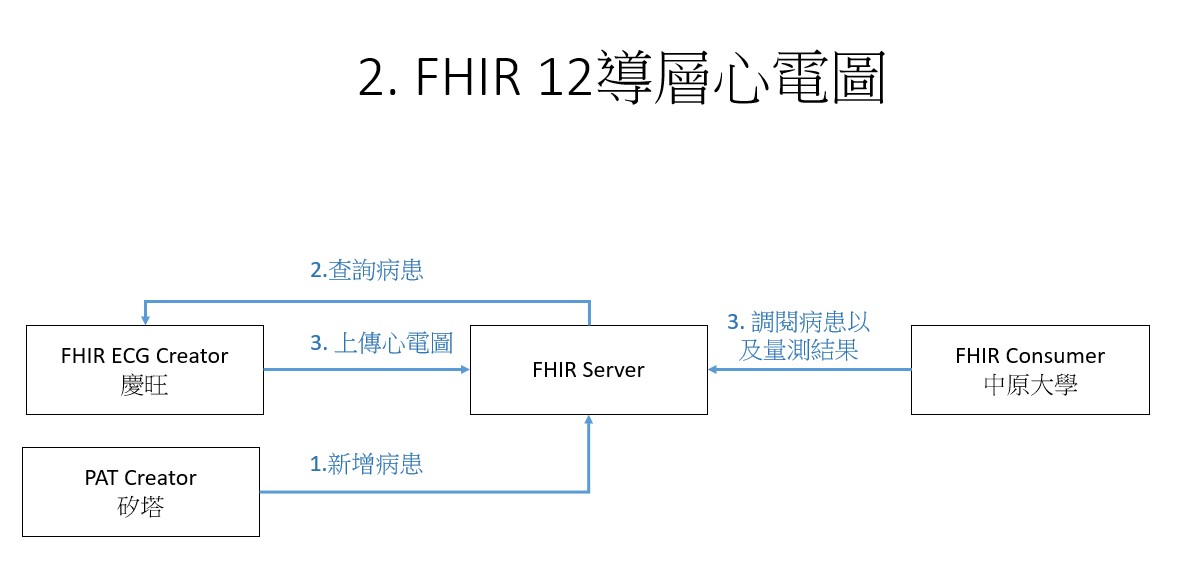 2. FHIR 12導層心電圖
2.查詢病患
FHIR ECG Creator
慶旺
3. 上傳心電圖
FHIR Server
3. 調閱病患以
及量測結果
FHIR Consumer
中原大學
PAT Creator
矽塔
1.新增病患